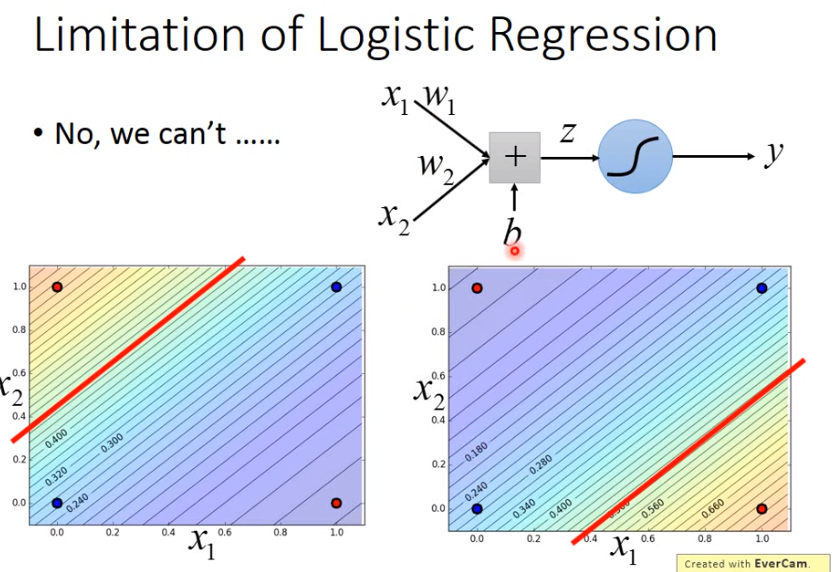 Limitation of Logistic Regression
• No, we can't ......
x₁ w₁
w₂
x₂
+
z
y
b
1.0
0.8
0.6
0.4
0.2
0.0
x₂
0.400
0.300
0.320
0.240
0.0 0.2 0.4 0.6 0.8 1.0
x₁
1.0
0.8
0.6
0.4
0.2
0.0
x₂
0.180
0.280
0.240
0.340
0.400
0.560
0.660
0.0 0.2 0.4 0.6 0.8 1.0
x₁
Created with EverCam.